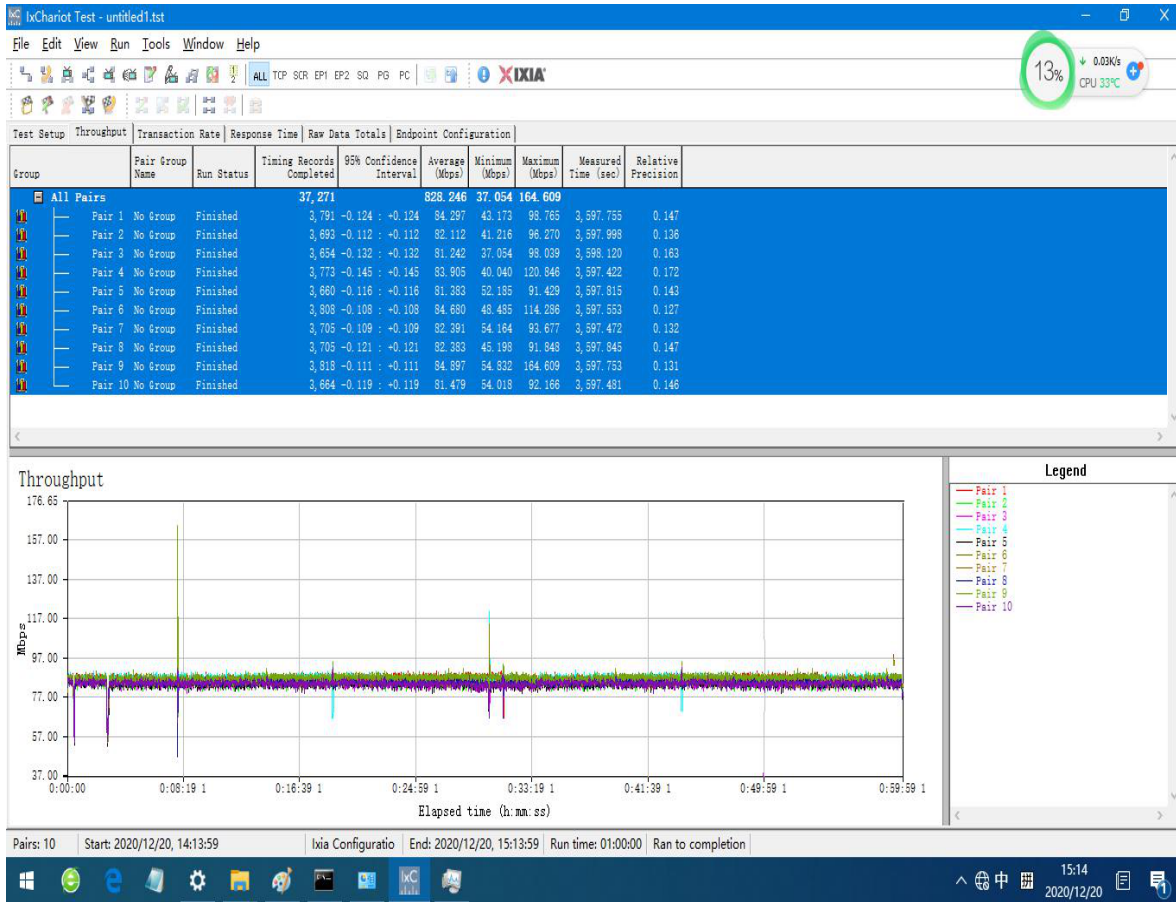 IxChariot Test - untitled1.tst
File Edit View Run Tools Window Help
ALL TCP SCR EP1 EP2 SQ PG PC XIXIA
13% 0.03K/s
CPU 33℃
Test Setup Throughput Transaction Rate Response Time Raw Data Totals Endpoint Configuration
Group Pair Group Name Run Status Timing Records Completed 95% Confidence Interval Average (Mbps) Minimum (Mbps) Maximum (Mbps) Measured Time (sec) Relative Precision
All Pairs 37,271 828.246 37.054 164.609
Pair 1 No Group Finished 3,791 -0.124 : +0.124 84.297 43.173 98.765 3,597.755 0.147
Pair 2 No Group Finished 3,693 -0.112 : +0.112 82.112 41.216 96.270 3,597.998 0.136
Pair 3 No Group Finished 3,654 -0.132 : +0.132 81.242 37.054 98.039 3,598.120 0.163
Pair 4 No Group Finished 3,773 -0.145 : +0.145 83.905 40.040 120.846 3,597.422 0.172
Pair 5 No Group Finished 3,660 -0.116 : +0.116 81.383 52.185 91.429 3,597.815 0.143
Pair 6 No Group Finished 3,808 -0.108 : +0.108 84.680 48.485 114.286 3,597.553 0.127
Pair 7 No Group Finished 3,705 -0.109 : +0.109 82.391 54.164 93.677 3,597.472 0.132
Pair 8 No Group Finished 3,705 -0.121 : +0.121 82.383 45.198 91.848 3,597.845 0.147
Pair 9 No Group Finished 3,818 -0.111 : +0.111 84.897 54.832 164.609 3,597.753 0.131
Pair 10 No Group Finished 3,664 -0.119 : +0.119 81.479 54.018 92.166 3,597.481 0.146
Throughput
176.65
157.00
137.00
117.00
97.00
77.00
57.00
37.00
Mbps
0:00:00 0:08:19 1 0:16:39 1 0:24:59 1 0:33:19 1 0:41:39 1 0:49:59 1 0:59:59 1
Elapsed time (h:mm:ss)
Legend
Pair 1
Pair 2
Pair 3
Pair 4
Pair 5
Pair 6
Pair 7
Pair 8
Pair 9
Pair 10
Pairs: 10 Start: 2020/12/20, 14:13:59 Ixia Configuratio End: 2020/12/20, 15:13:59 Run time: 01:00:00 Ran to completion
IxC
中 拼 15:14
2020/12/20